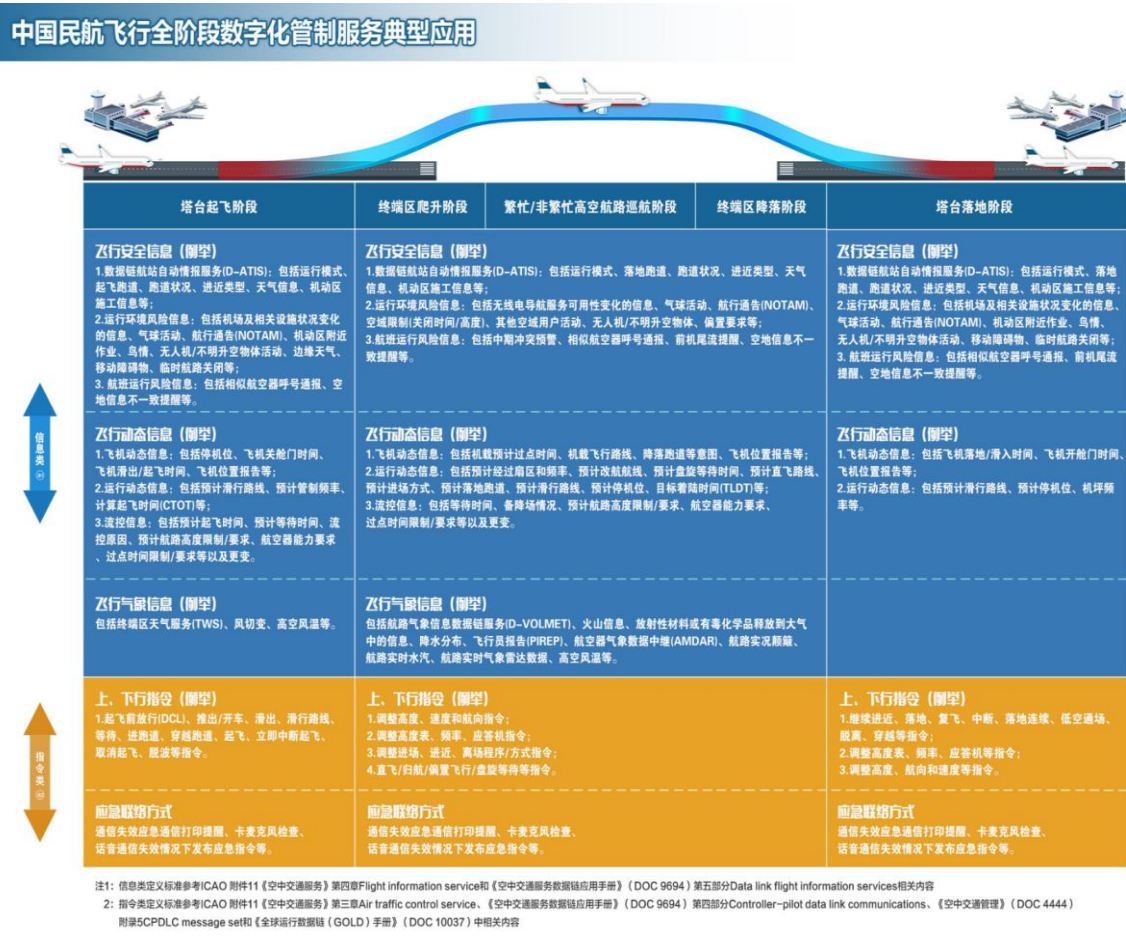 中国民航飞行全阶段数字化管制服务典型应用
塔台起飞阶段
终端区爬升阶段
繁忙/非繁忙高空航路巡航阶段
终端区降落阶段
塔台落地阶段
飞行安全信息（例举）
1.数据链航站自动情报服务(D-ATIS)：包括运行模式、
起飞跑道、跑道状况、进近类型、天气信息、机动区
施工信息等；
2.运行环境风险信息：包括机场及相关设施状况变化
的信息、气球活动、航行通告(NOTAM)、机动区附近
作业、鸟情、无人机/不明升空物体活动、边缘天气、
移动障碍物、临时航路关闭等；
3. 航班运行风险信息：包括相似航空器呼号通报、空
地信息不一致提醒等。
飞行安全信息（例举）
1.数据链航站自动情报服务(D-ATIS)：包括运行模式、落地跑道、跑道状况、进近类型、天气
信息、机动区施工信息等；
2.运行环境风险信息：包括无线电导航服务可用性变化的信息、气球活动、航行通告(NOTAM)、
空域限制(关闭时间/高度)、其他空域用户活动、无人机/不明升空物体、偏置要求等；
3.航班运行风险信息：包括中期冲突预警、相似航空器呼号通报、前机尾流提醒、空地信息不一
致提醒等。
飞行安全信息（例举）
1.数据链航站自动情报服务(D-ATIS)：包括运行模式、落地
跑道、跑道状况、进近类型、天气信息、机动区施工信息等；
2.运行环境风险信息：包括机场及相关设施状况变化的信息、
气球活动、航行通告(NOTAM)、机动区附近作业、鸟情、
无人机/不明升空物体活动、移动障碍物、临时航路关闭等；
3. 航班运行风险信息：包括相似航空器呼号通报、前机尾流
提醒、空地信息不一致提醒等。
信息类 注1
飞行动态信息（例举）
1.飞机动态信息：包括停机位、飞机关舱门时间、
飞机滑出/起飞时间、飞机位置报告等；
2.运行动态信息：包括预计滑行路线、预计管制频率、
计算起飞时间(CTOT)等；
3.流控信息：包括预计起飞时间、预计等待时间、流
控原因、预计航路高度限制/要求、航空器能力要求
、过点时间限制/要求等以及更变。
飞行动态信息（例举）
1.飞机动态信息：包括机载预计过点时间、机载飞行路线、降落跑道等意图、飞机位置报告等；
2.运行动态信息：包括预计经过扇区和频率、预计改航航线、预计盘旋等待时间、预计直飞路线、
预计进场方式、预计落地跑道、预计滑行路线、预计停机位、目标着陆时间(TLDT)等；
3.流控信息：包括等待时间、备降场情况、预计航路高度限制/要求、航空器能力要求、
过点时间限制/要求等以及更变。
飞行动态信息（例举）
1.飞机动态信息：包括飞机落地/滑入时间、飞机开舱门时间、
飞机位置报告等；
2.运行动态信息：包括预计滑行路线、预计停机位、机坪频
率等。
飞行气象信息（例举）
包括终端区天气服务(TWS)、风切变、高空风温等。
飞行气象信息（例举）
包括航路气象信息数据链服务(D-VOLMET)、火山信息、放射性材料或有毒化学品释放到大气
中的信息、降水分布、飞行员报告(PIREP)、航空器气象数据中继(AMDAR)、航路实况颠簸、
航路实时水汽、航路实时气象雷达数据、高空风温等。
指令类
上、下行指令（例举）
1.起飞前放行(DCL)、推出/开车、滑出、滑行路线、
等待、进跑道、穿越跑道、起飞、立即中断起飞、
取消起飞、脱波等指令。
上、下行指令（例举）
1.调整高度、速度和航向指令；
2.调整高度表、频率、应答机指令；
3.调整进场、进近、离场程序/方式指令；
4.直飞/归航/偏置飞行/盘旋等待等指令。
上、下行指令（例举）
1.继续进近、落地、复飞、中断、落地连续、低空通场、
脱离、穿越等指令；
2.调整高度表、频率、应答机等指令；
3.调整高度、航向和速度等指令。
应急联络方式
通信失效应急通信打印提醒、卡麦克风检查、
话音通信失效情况下发布应急指令等。
应急联络方式
通信失效应急通信打印提醒、卡麦克风检查、
话音通信失效情况下发布应急指令等。
应急联络方式
通信失效应急通信打印提醒、卡麦克风检查、
话音通信失效情况下发布应急指令等。
注1：信息类定义标准参考ICAO 附件11《空中交通服务》第四章Flight information service和《空中交通服务数据链应用手册》（DOC 9694）第五部分Data link flight information services相关内容
2：指令类定义标准参考ICAO 附件11《空中交通服务》第三章Air traffic control service、《空中交通服务数据链应用手册》（DOC 9694）第四部分Controller-pilot data link communications、《空中交通管理》（DOC 4444）
附录5CPDLC message set和《全球运行数据链（GOLD）手册》（DOC 10037）中相关内容